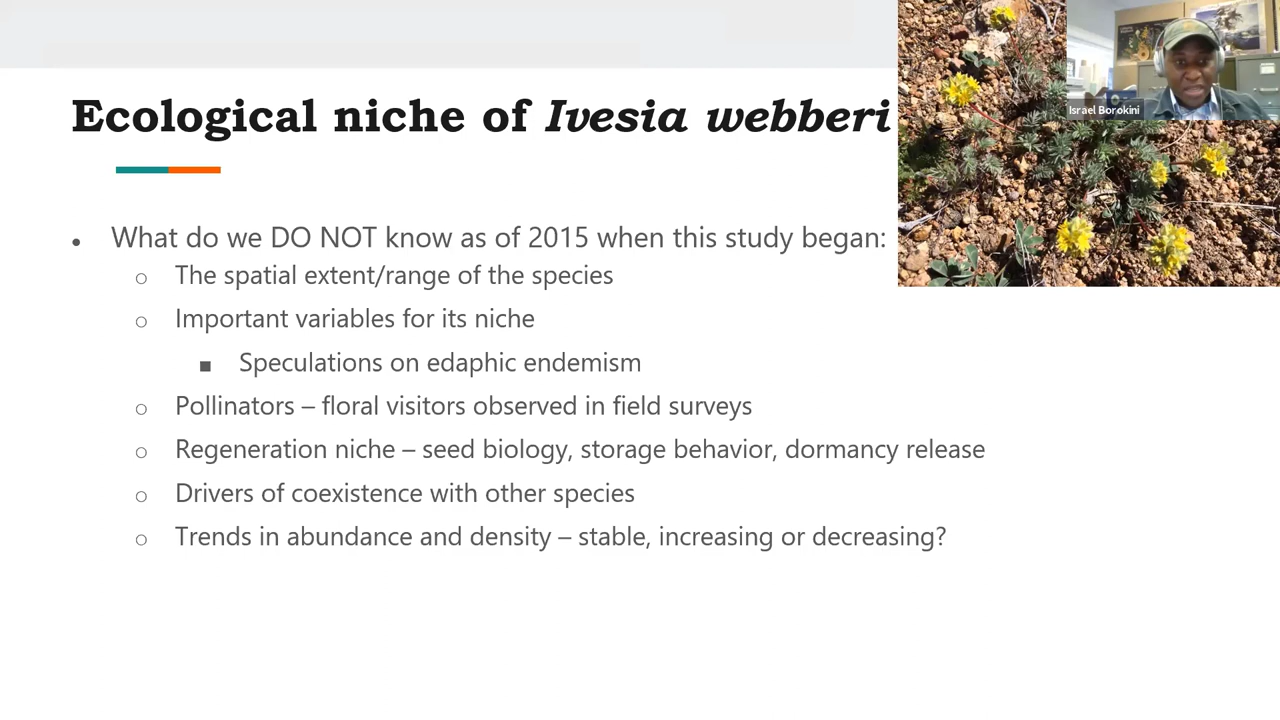 Ecological niche of Ivesia webberi
Israel Borokini
• What do we DO NOT know as of 2015 when this study began:
○ The spatial extent/range of the species
○ Important variables for its niche
■ Speculations on edaphic endemism
○ Pollinators – floral visitors observed in field surveys
○ Regeneration niche – seed biology, storage behavior, dormancy release
○ Drivers of coexistence with other species
○ Trends in abundance and density – stable, increasing or decreasing?